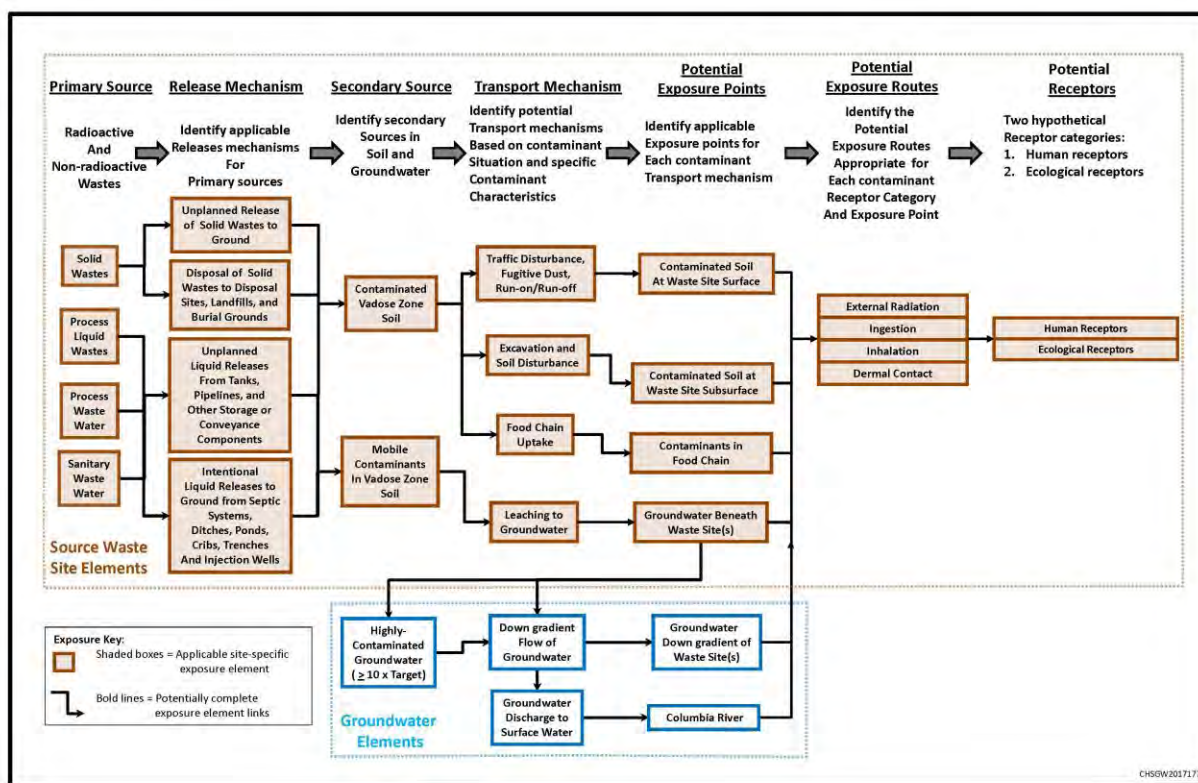 Primary Source
Radioactive
And
Non-radioactive
Wastes
Release Mechanism
Identify applicable
Releases mechanisms
For
Primary sources
Secondary Source
Identify secondary
Sources in
Soil and
Groundwater
Transport Mechanism
Identify potential
Transport mechanisms
Based on contaminant
Situation and specific
Contaminant
Characteristics
Potential
Exposure Points
Identify applicable
Exposure points for
Each contaminant
Transport mechanism
Potential
Exposure Routes
Identify the
Potential
Exposure Routes
Appropriate for
Each contaminant
Receptor Category
And Exposure Point
Potential
Receptors
Two hypothetical
Receptor categories:
1. Human receptors
2. Ecological receptors
Solid
Wastes
Process
Liquid
Wastes
Process
Waste
Water
Sanitary
Waste
Water
Unplanned Release
of Solid Wastes to
Ground
Disposal of Solid
Wastes to Disposal
Sites, Landfills, and
Burial Grounds
Unplanned
Liquid Releases
From Tanks,
Pipelines, and
Other Storage or
Conveyance
Components
Intentional
Liquid Releases to
Ground from Septic
Systems,
Ditches, Ponds,
Cribs, Trenches
And Injection Wells
Contaminated
Vadose Zone
Soil
Mobile
Contaminants
In Vadose Zone
Soil
Traffic Disturbance,
Fugitive Dust,
Run-on/Run-off
Excavation and
Soil Disturbance
Food Chain
Uptake
Leaching to
Groundwater
Contaminated Soil
At Waste Site Surface
Contaminated Soil at
Waste Site Subsurface
Contaminants in
Food Chain
Groundwater Beneath
Waste Site(s)
External Radiation
Ingestion
Inhalation
Dermal Contact
Human Receptors
Ecological Receptors
Source Waste
Site Elements
Highly-
Contaminated
Groundwater
( ≥ 10 x Target)
Down gradient
Flow of
Groundwater
Groundwater
Down gradient of
Waste Site(s)
Groundwater
Discharge to
Surface Water
Columbia River
Groundwater
Elements
Exposure Key:
Shaded boxes = Applicable site-specific
exposure element
Bold lines = Potentially complete
exposure element links